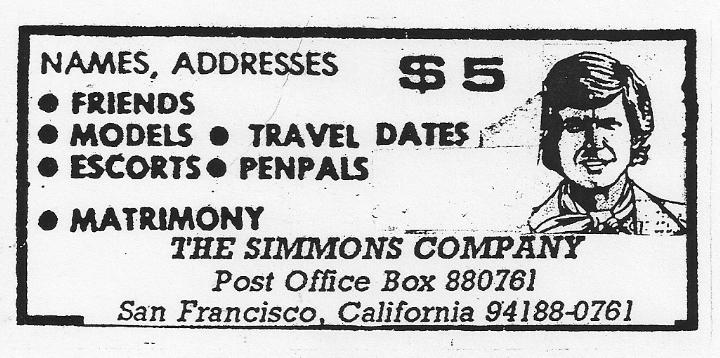 NAMES, ADDRESSES $5
● FRIENDS
● MODELS ● TRAVEL DATES
● ESCORTS ● PENPALS
● MATRIMONY
THE SIMMONS COMPANY
Post Office Box 880761
San Francisco, California 94188-0761